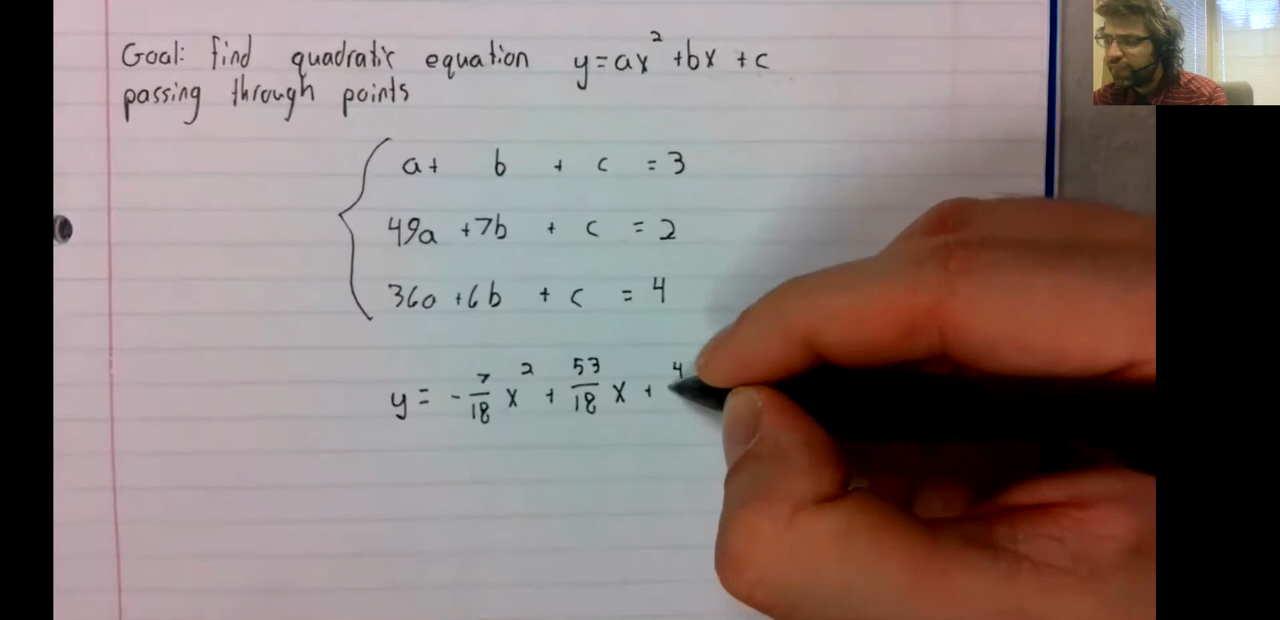 Goal: find quadratic equation y=ax²+bx+c
passing through points
a+ b + c = 3
49a +7b + c = 2
36a +6b + c = 4
y = -7/18 x² + 53/18 x + 4